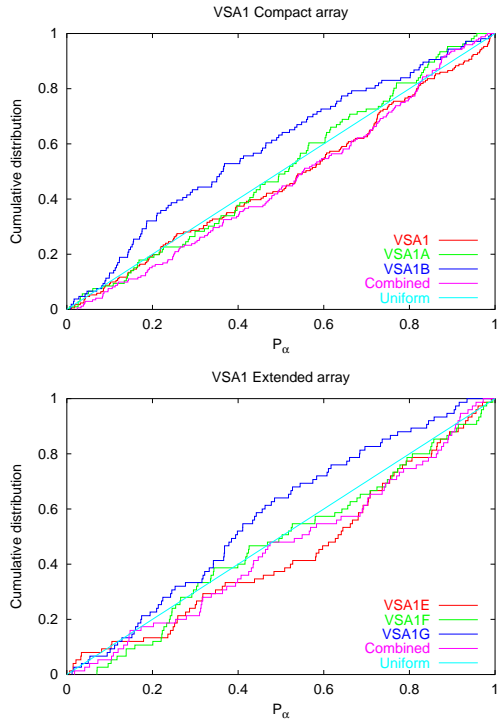 VSA1 Compact array
1
0.8
0.6
0.4
0.2
0
Cumulative distribution
VSA1
VSA1A
VSA1B
Combined
Uniform
0 0.2 0.4 0.6 0.8 1
Pα
VSA1 Extended array
1
0.8
0.6
0.4
0.2
0
Cumulative distribution
VSA1E
VSA1F
VSA1G
Combined
Uniform
0 0.2 0.4 0.6 0.8 1
Pα